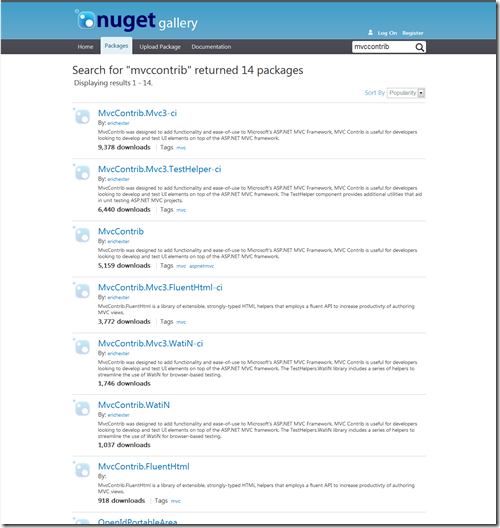 nuget gallery
Log On Register
Home Packages Upload Package Documentation mvccontrib
Search for "mvccontrib" returned 14 packages
Displaying results 1 - 14.
Sort By Popularity
MvcContrib.Mvc3-ci
By: erichexter
MvcContrib was designed to add functionality and ease-of-use to Microsoft's ASP.NET MVC Framework. MVC Contrib is useful for developers
looking to develop and test UI elements on top of the ASP.NET MVC framework.
9,378 downloads Tags mvc
MvcContrib.Mvc3.TestHelper-ci
By: erichexter
MvcContrib was designed to add functionality and ease-of-use to Microsoft's ASP.NET MVC Framework. MVC Contrib is useful for developers
looking to develop and test UI elements on top of the ASP.NET MVC framework. The TestHelper component provides additional utilities that aid
in unit testing ASP.NET MVC projects.
6,440 downloads Tags mvc
MvcContrib
By: erichexter
MvcContrib was designed to add functionality and ease-of-use to Microsoft's ASP.NET MVC Framework. MVC Contrib is useful for developers
looking to develop and test UI elements on top of the ASP.NET MVC framework.
5,159 downloads Tags mvc aspnetmvc
MvcContrib.Mvc3.FluentHtml-ci
By: erichexter
MvcContrib.FluentHtml is a library of extensible, strongly-typed HTML helpers that employs a fluent API to increase productivty of authoring
MVC views.
3,772 downloads Tags mvc
MvcContrib.Mvc3.WatiN-ci
By: erichexter
MvcContrib was designed to add functionality and ease-of-use to Microsoft's ASP.NET MVC Framework. MVC Contrib is useful for developers
looking to develop and test UI elements on top of the ASP.NET MVC framework. The TestHelpers.WatiN library includes a series of helpers to
streamline the use of WatiN for browser-based testing.
1,746 downloads
MvcContrib.WatiN
By: erichexter
MvcContrib was designed to add functionality and ease-of-use to Microsoft's ASP.NET MVC Framework. MVC Contrib is useful for developers
looking to develop and test UI elements on top of the ASP.NET MVC framework. The TestHelpers.WatiN library includes a series of helpers to
streamline the use of WatiN for browser-based testing.
1,037 downloads
MvcContrib.FluentHtml
By:
MvcContrib.FluentHtml is a library of extensible, strongly-typed HTML helpers that employs a fluent API to increase productivty of authoring
MVC views.
918 downloads Tags mvc
OpenIdPortableArea